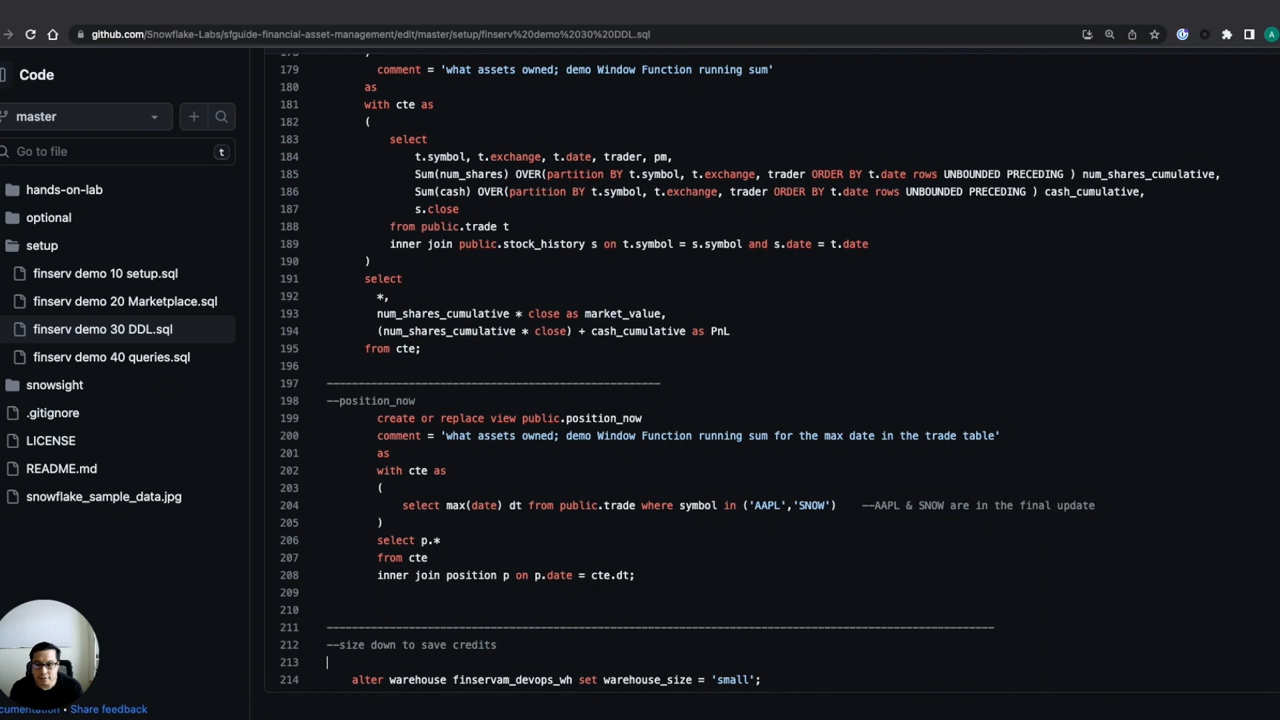 github.com/Snowflake-Labs/sfguide-financial-asset-management/edit/master/setup/finserv%20demo%2030%20DDL.sql
A
Code
master
Go to file
t
hands-on-lab
optional
setup
finserv demo 10 setup.sql
finserv demo 20 Marketplace.sql
finserv demo 30 DDL.sql
finserv demo 40 queries.sql
snowsight
.gitignore
LICENSE
README.md
snowflake_sample_data.jpg
• Share feedback
179 comment = 'what assets owned; demo Window Function running sum'
180 as
181 with cte as
182 (
183 select
184 t.symbol, t.exchange, t.date, trader, pm,
185 Sum(num_shares) OVER(partition BY t.symbol, t.exchange, trader ORDER BY t.date rows UNBOUNDED PRECEDING ) num_shares_cumulative,
186 Sum(cash) OVER(partition BY t.symbol, t.exchange, trader ORDER BY t.date rows UNBOUNDED PRECEDING ) cash_cumulative,
187 s.close
188 from public.trade t
189 inner join public.stock_history s on t.symbol = s.symbol and s.date = t.date
190 )
191 select
192 *,
193 num_shares_cumulative * close as market_value,
194 (num_shares_cumulative * close) + cash_cumulative as PnL
195 from cte;
196
197 -----------------------------------------------------
198 --position_now
199 create or replace view public.position_now
200 comment = 'what assets owned; demo Window Function running sum for the max date in the trade table'
201 as
202 with cte as
203 (
204 select max(date) dt from public.trade where symbol in ('AAPL','SNOW') --AAPL & SNOW are in the final update
205 )
206 select p.*
207 from cte
208 inner join position p on p.date = cte.dt;
209
210
211 ----------------------------------------------------------------------------------------------------------
212 --size down to save credits
213
214 alter warehouse finservam_devops_wh set warehouse_size = 'small';